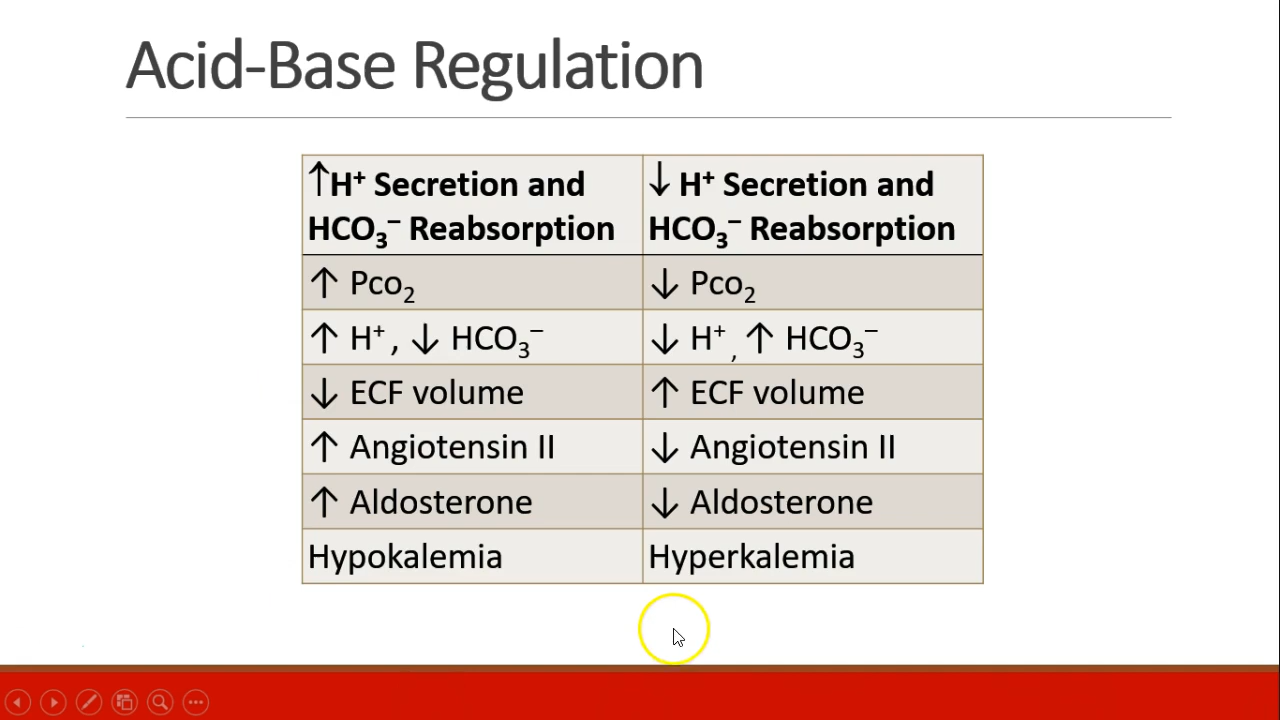 Acid-Base Regulation
↑H⁺ Secretion and
HCO₃⁻ Reabsorption
↓ H⁺ Secretion and
HCO₃⁻ Reabsorption
↑ Pco₂
↓ Pco₂
↑ H⁺, ↓ HCO₃⁻
↓ H⁺, ↑ HCO₃⁻
↓ ECF volume
↑ ECF volume
↑ Angiotensin II
↓ Angiotensin II
↑ Aldosterone
↓ Aldosterone
Hypokalemia
Hyperkalemia